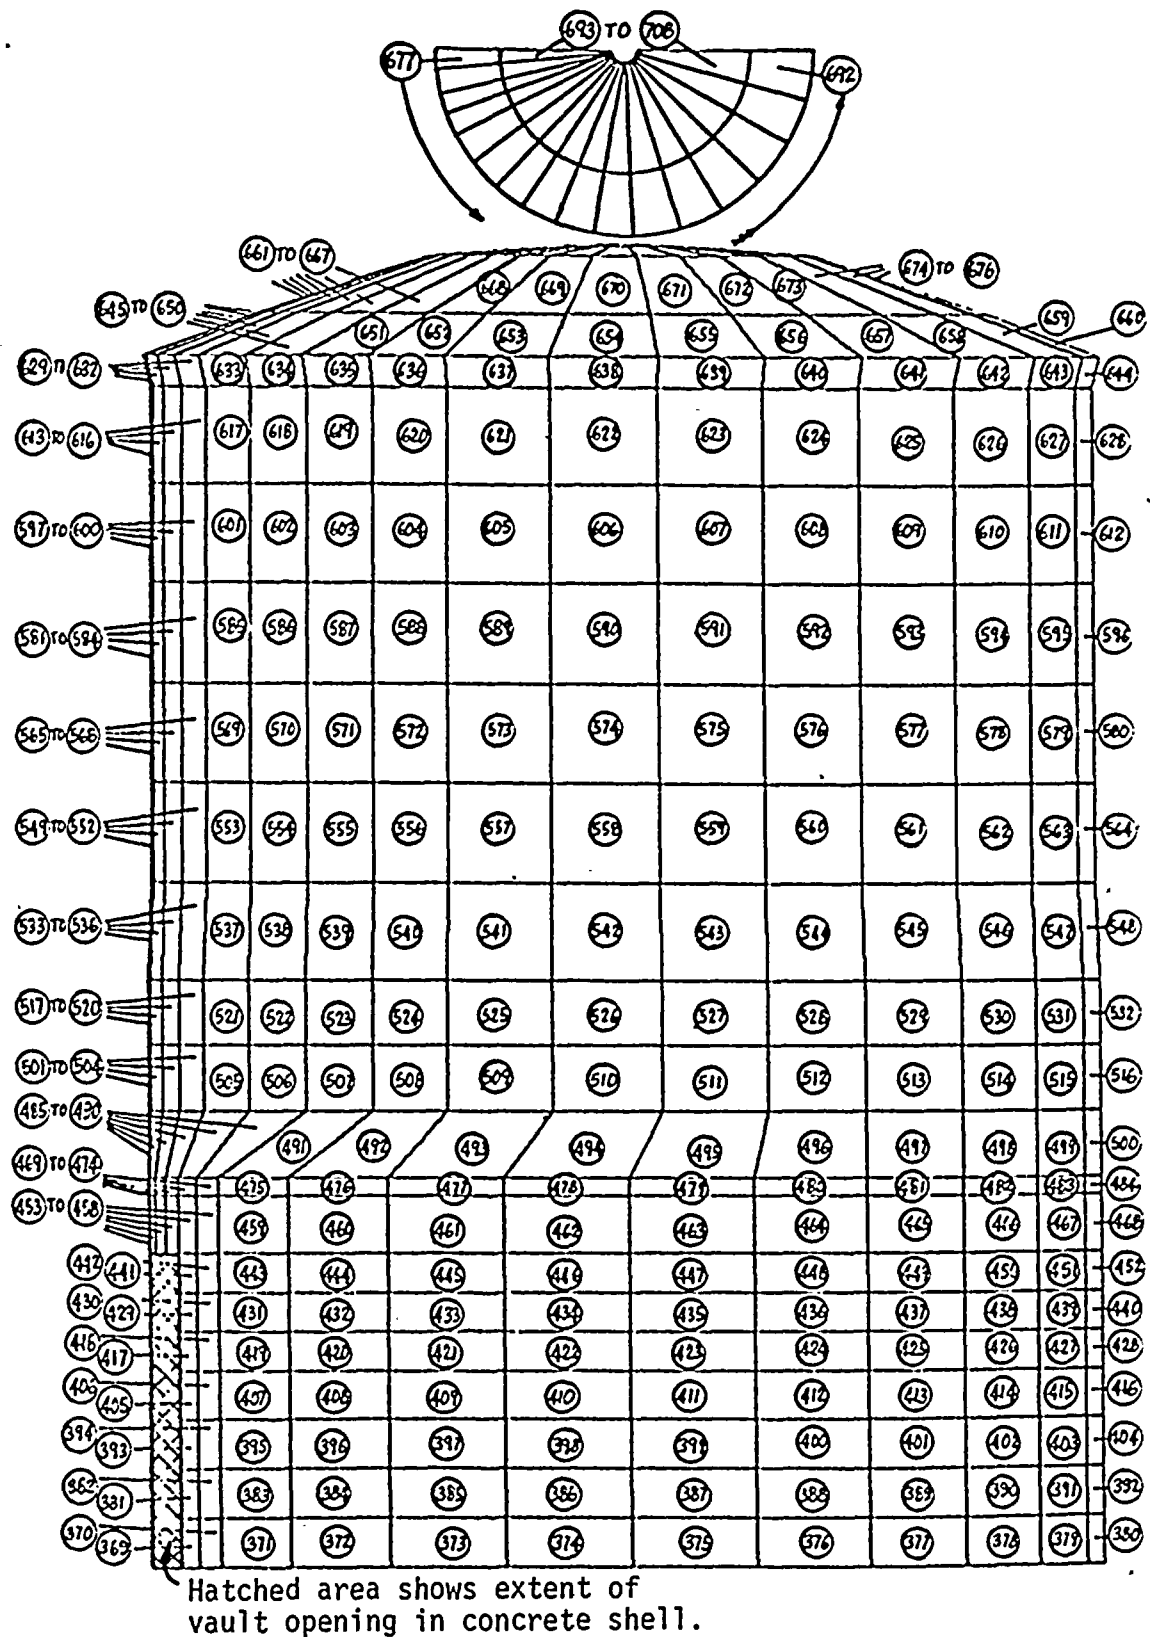 693 TO 708
677 692
661 TO 667 674 TO 676
668 669 670 671 672 673
645 TO 650 659 660
651 652 653 654 655 656 657 658
629 TO 632 633 634 635 636 637 638 639 640 641 642 643 644
613 TO 616 617 618 619 620 621 622 623 624 625 626 627 628
597 TO 600 601 602 603 604 605 606 607 608 609 610 611 612
581 TO 584 585 586 587 588 589 590 591 592 593 594 595 596
565 TO 568 569 570 571 572 573 574 575 576 577 578 579 580
549 TO 552 553 554 555 556 557 558 559 560 561 562 563 564
533 TO 536 537 538 539 540 541 542 543 544 545 546 547 548
517 TO 520 521 522 523 524 525 526 527 528 529 530 531 532
501 TO 504 505 506 507 508 509 510 511 512 513 514 515 516
485 TO 490 491 492 493 494 495 496 497 498 499 500
469 TO 474 475 476 477 478 479 480 481 482 483 484
453 TO 458 459 460 461 462 463 464 465 466 467 468
442 441 443 444 445 446 447 448 449 450 451 452
430 429 431 432 433 434 435 436 437 438 439 440
418 417 419 420 421 422 423 424 425 426 427 428
406 405 407 408 409 410 411 412 413 414 415 416
394 393 395 396 397 398 399 400 401 402 403 404
382 381 383 384 385 386 387 388 389 390 391 392
370 369 371 372 373 374 375 376 377 378 379 380
Hatched area shows extent of
vault opening in concrete shell.